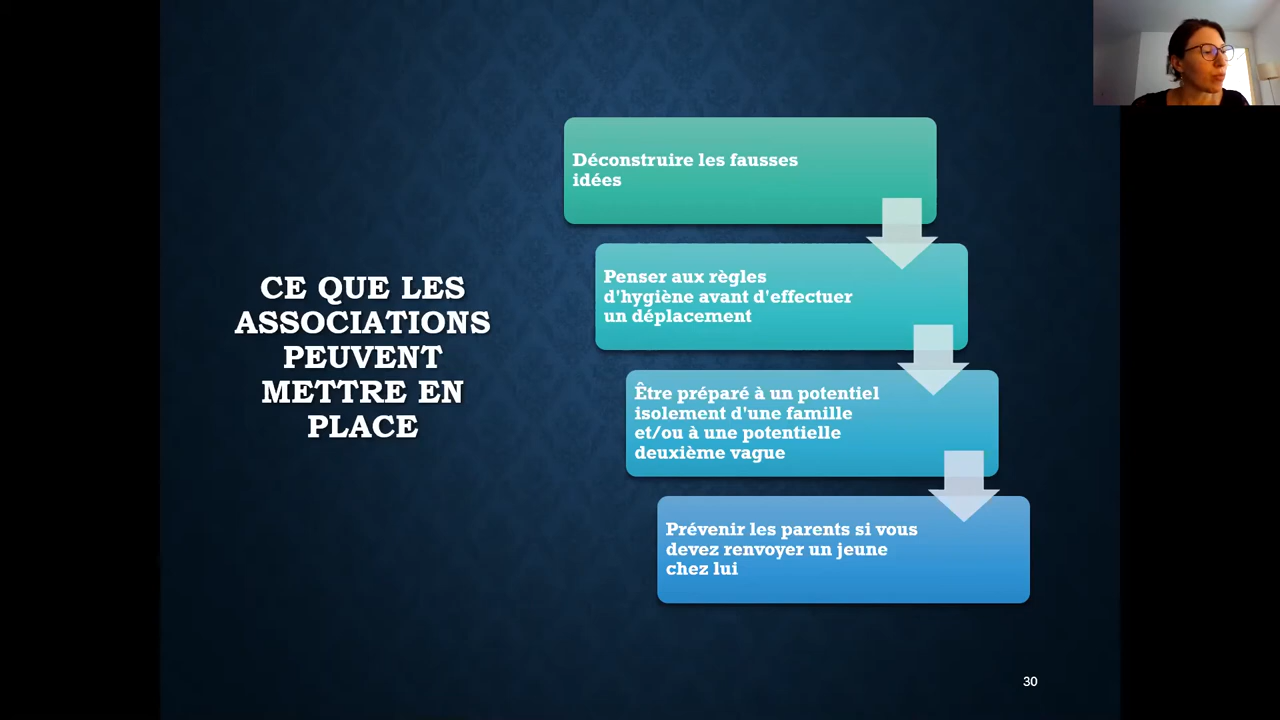 CE QUE LES
ASSOCIATIONS
PEUVENT
METTRE EN
PLACE
Déconstruire les fausses
idées
Penser aux règles
d'hygiène avant d'effectuer
un déplacement
Être préparé à un potentiel
isolement d'une famille
et/ou à une potentielle
deuxième vague
Prévenir les parents si vous
devez renvoyer un jeune
chez lui
30